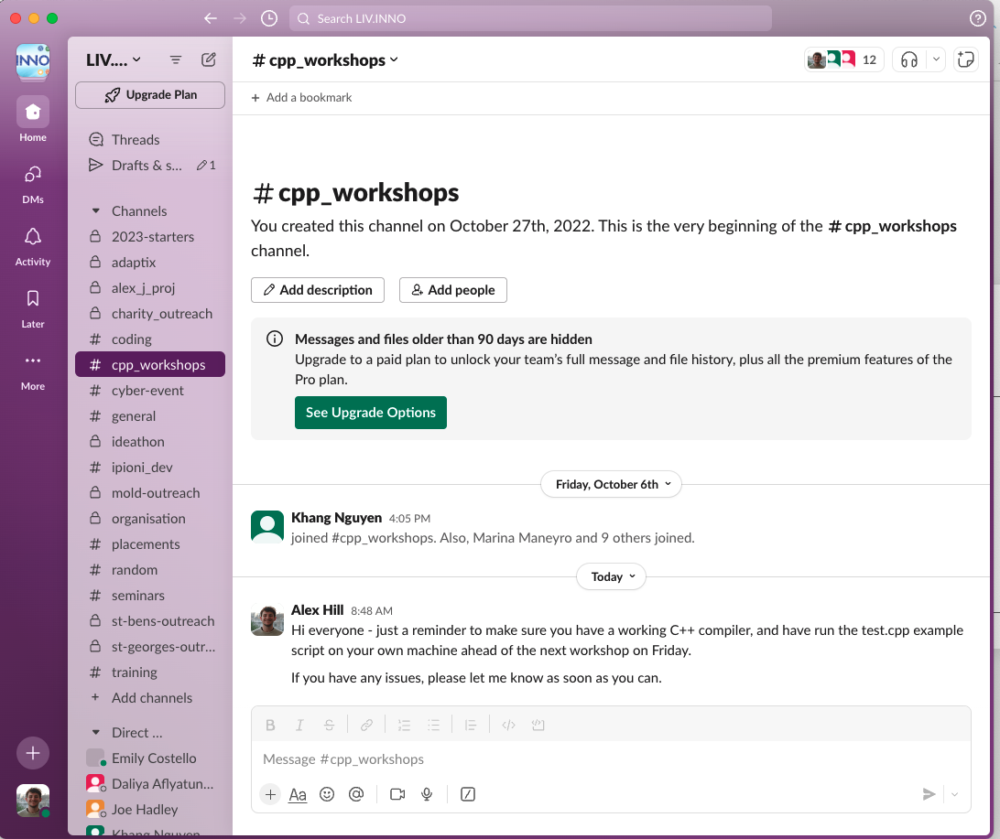 Search LIV.INNO
INNO
LIV....
Upgrade Plan
Home
DMs
Activity
Later
More
Threads
Drafts & s... 1
Channels
2023-starters
adaptix
alex_j_proj
charity_outreach
# coding
# cpp_workshops
# cyber-event
# general
ideathon
# ipioni_dev
mold-outreach
organisation
# placements
# random
# seminars
st-bens-outreach
st-georges-outr...
# training
+ Add channels
Direct ...
Emily Costello
Daliya Aflyatun...
Joe Hadley
Khang Nguyen
# cpp_workshops
12
+ Add a bookmark
# cpp_workshops
You created this channel on October 27th, 2022. This is the very beginning of the # cpp_workshops
channel.
Add description Add people
Messages and files older than 90 days are hidden
Upgrade to a paid plan to unlock your team's full message and file history, plus all the premium features of the
Pro plan.
See Upgrade Options
Friday, October 6th
Khang Nguyen 4:05 PM
joined #cpp_workshops. Also, Marina Maneyro and 9 others joined.
Today
Alex Hill 8:48 AM
Hi everyone - just a reminder to make sure you have a working C++ compiler, and have run the test.cpp example
script on your own machine ahead of the next workshop on Friday.
If you have any issues, please let me know as soon as you can.
B I S
Message #cpp_workshops
+ Aa @